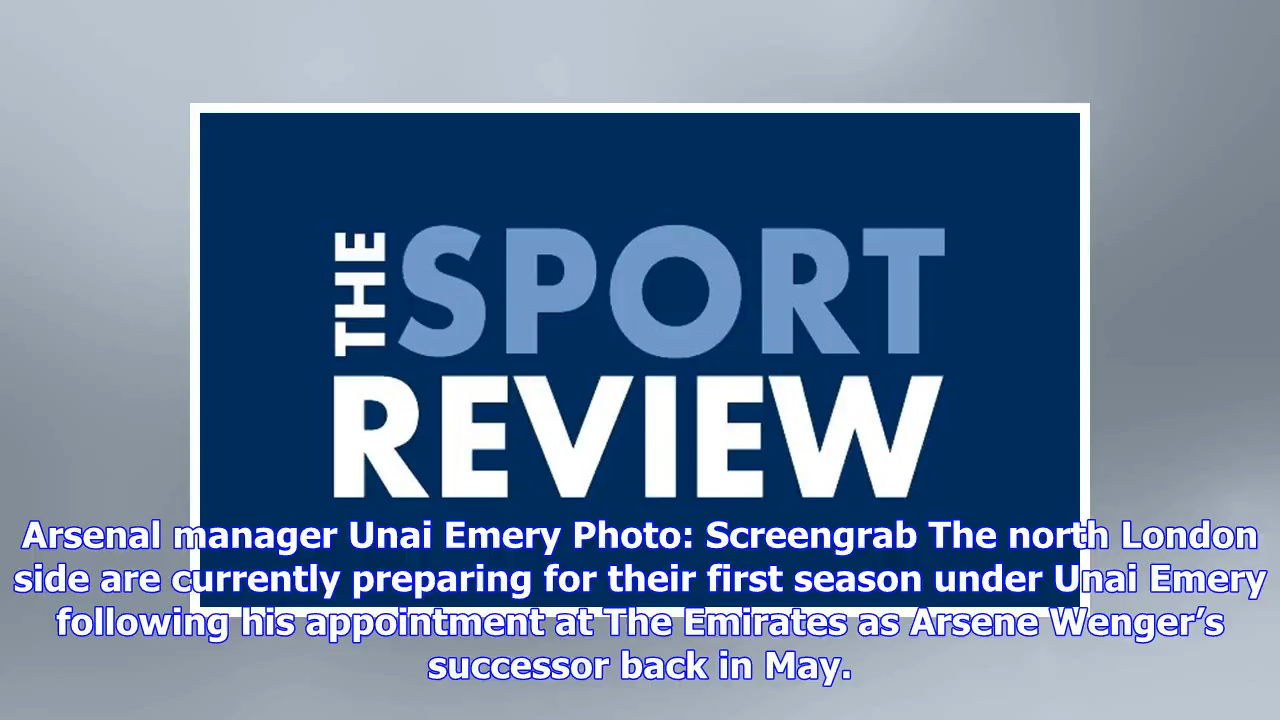 THE SPORT
REVIEW
Arsenal manager Unai Emery Photo: Screengrab The north London
side are currently preparing for their first season under Unai Emery
following his appointment at The Emirates as Arsene Wenger’s
successor back in May.